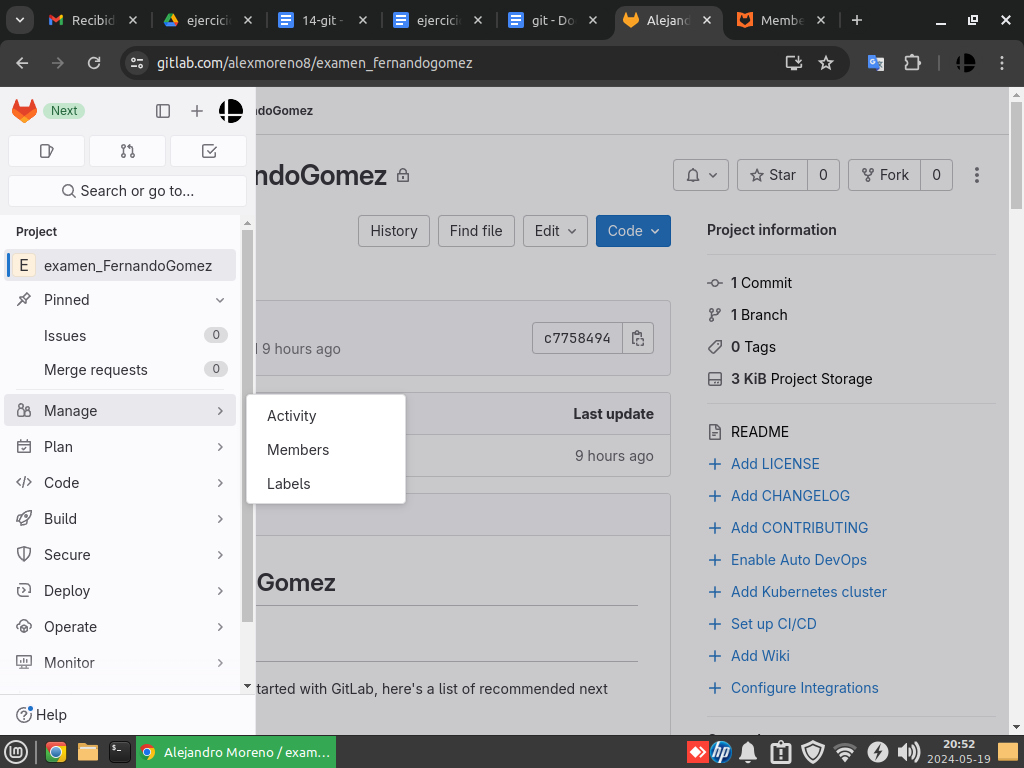 Recibid
ejercici
14-git -
ejercici
git - Do
Alejand
Membe
gitlab.com/alexmoreno8/examen_fernandogomez
Next
Search or go to...
Project
E examen_FernandoGomez
Pinned
Issues 0
Merge requests 0
Manage
Plan
Code
Build
Secure
Deploy
Operate
Monitor
Help
Activity
Members
Labels
ndoGomez
ndoGomez
Star 0
Fork 0
History
Find file
Edit
Code
9 hours ago
c7758494
Last update
9 hours ago
Gomez
tarted with GitLab, here's a list of recommended next
Project information
1 Commit
1 Branch
0 Tags
3 KiB Project Storage
README
Add LICENSE
Add CHANGELOG
Add CONTRIBUTING
Enable Auto DevOps
Add Kubernetes cluster
Set up CI/CD
Add Wiki
Configure Integrations
Alejandro Moreno / exam...
hp
20:52
2024-05-19